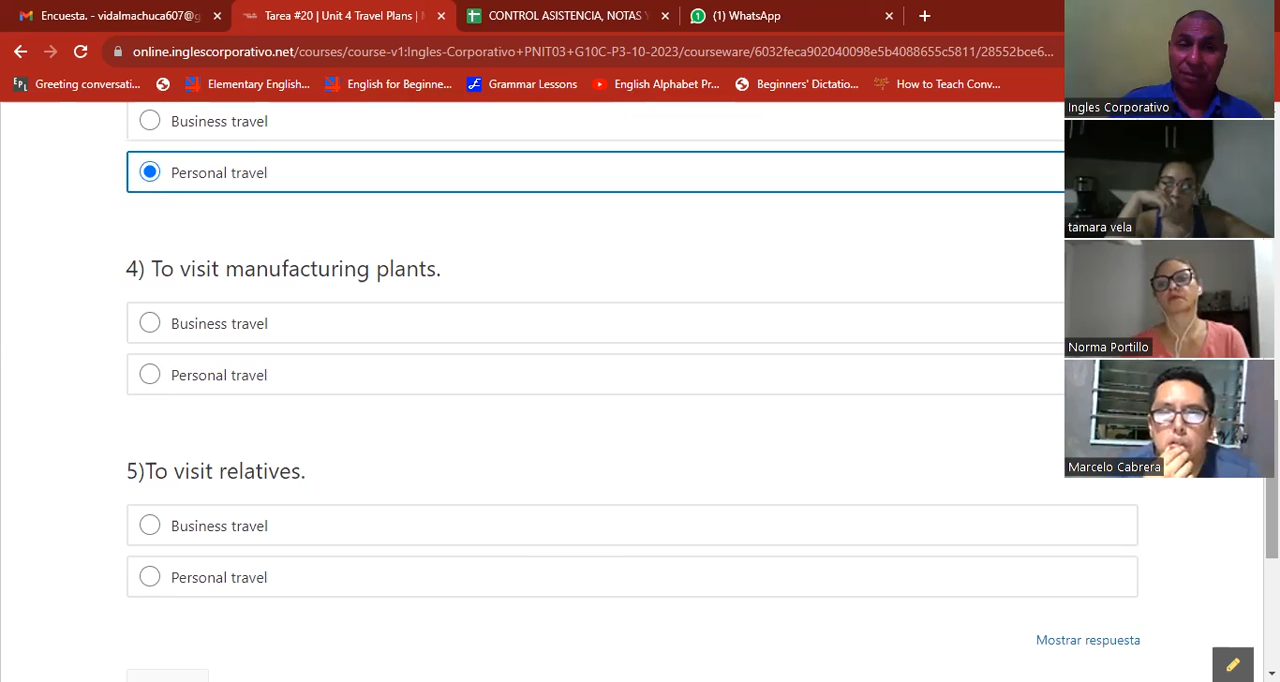 Encuesta. - vidalmachuca607@g
Tarea #20 | Unit 4 Travel Plans |
CONTROL ASISTENCIA, NOTAS Y
(1) WhatsApp
online.inglescorporativo.net/courses/course-v1:Ingles-Corporativo+PNIT03+G10C-P3-10-2023/courseware/6032feca902040098e5b4088655c5811/28552bce6...
Greeting conversati...
Elementary English...
English for Beginne...
Grammar Lessons
English Alphabet Pr...
Beginners' Dictatio...
How to Teach Conv...
Ingles Corporativo
Business travel
Personal travel
tamara vela
4) To visit manufacturing plants.
Business travel
Norma Portillo
Personal travel
Marcelo Cabrera
5)To visit relatives.
Business travel
Personal travel
Mostrar respuesta